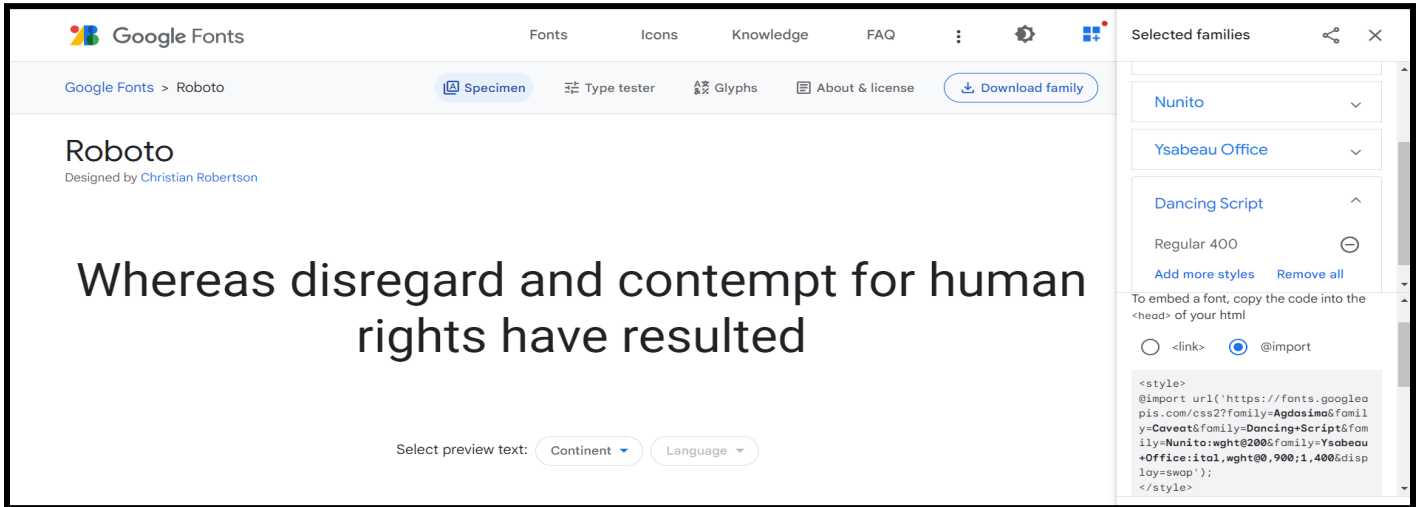 Google Fonts
Fonts
Icons
Knowledge
FAQ
Google Fonts > Roboto
Specimen
Type tester
Glyphs
About & license
Download family
Roboto
Designed by Christian Robertson
Whereas disregard and contempt for human
rights have resulted
Select preview text:
Continent
Language
Selected families
Nunito
Ysabeau Office
Dancing Script
Regular 400
Add more styles
Remove all
To embed a font, copy the code into the
<head> of your html
<link>
@import
<style>
@import url('https://fonts.googlea
pis.com/css2?family=Agdasima&famil
y=Caveat&family=Dancing+Script&fam
ily=Nunito:wght@200&family=Ysabeau
+Office:ital,wght@0,900;1,400&disp
lay=swap');
</style>